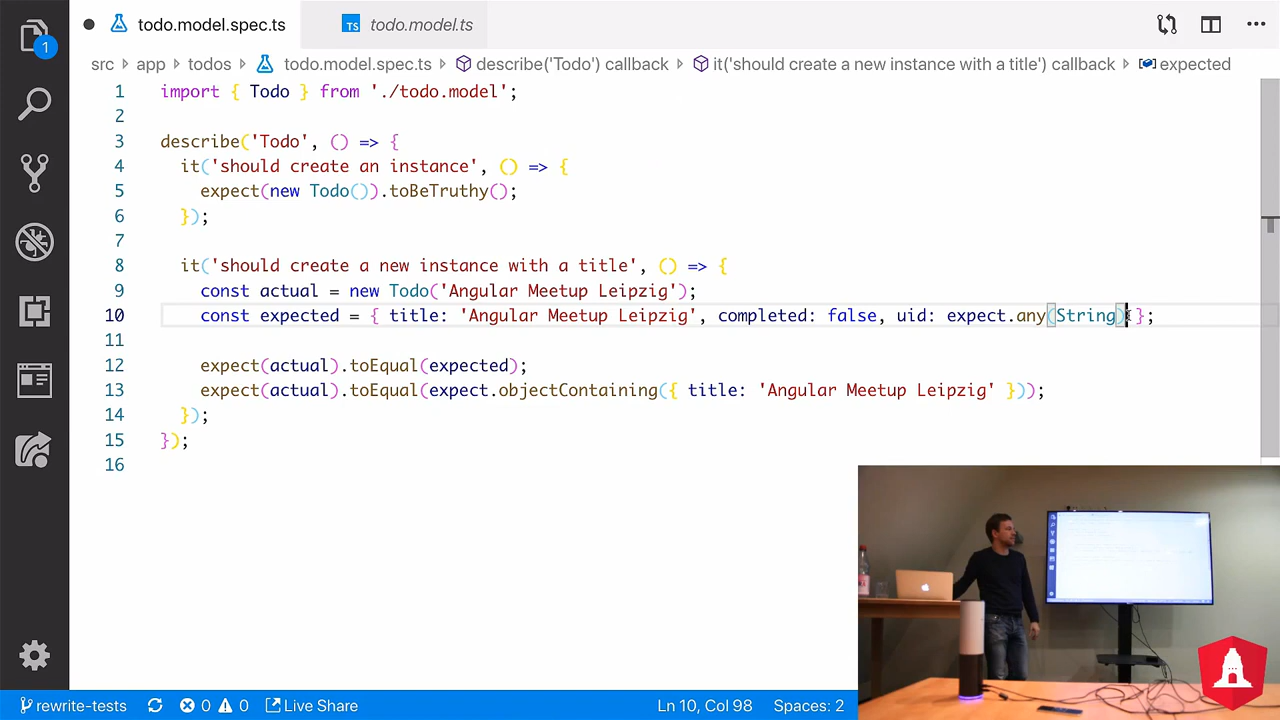 todo.model.spec.ts
TS todo.model.ts
1
src app todos todo.model.spec.ts describe('Todo') callback it('should create a new instance with a title') callback expected
1 import { Todo } from './todo.model';
2
3 describe('Todo', () => {
4 it('should create an instance', () => {
5 expect(new Todo()).toBeTruthy();
6 });
7
8 it('should create a new instance with a title', () => {
9 const actual = new Todo('Angular Meetup Leipzig');
10 const expected = { title: 'Angular Meetup Leipzig', completed: false, uid: expect.any(String) };
11
12 expect(actual).toEqual(expected);
13 expect(actual).toEqual(expect.objectContaining({ title: 'Angular Meetup Leipzig' }));
14 });
15 });
16
rewrite-tests 0 0 Live Share Ln 10, Col 98 Spaces: 2